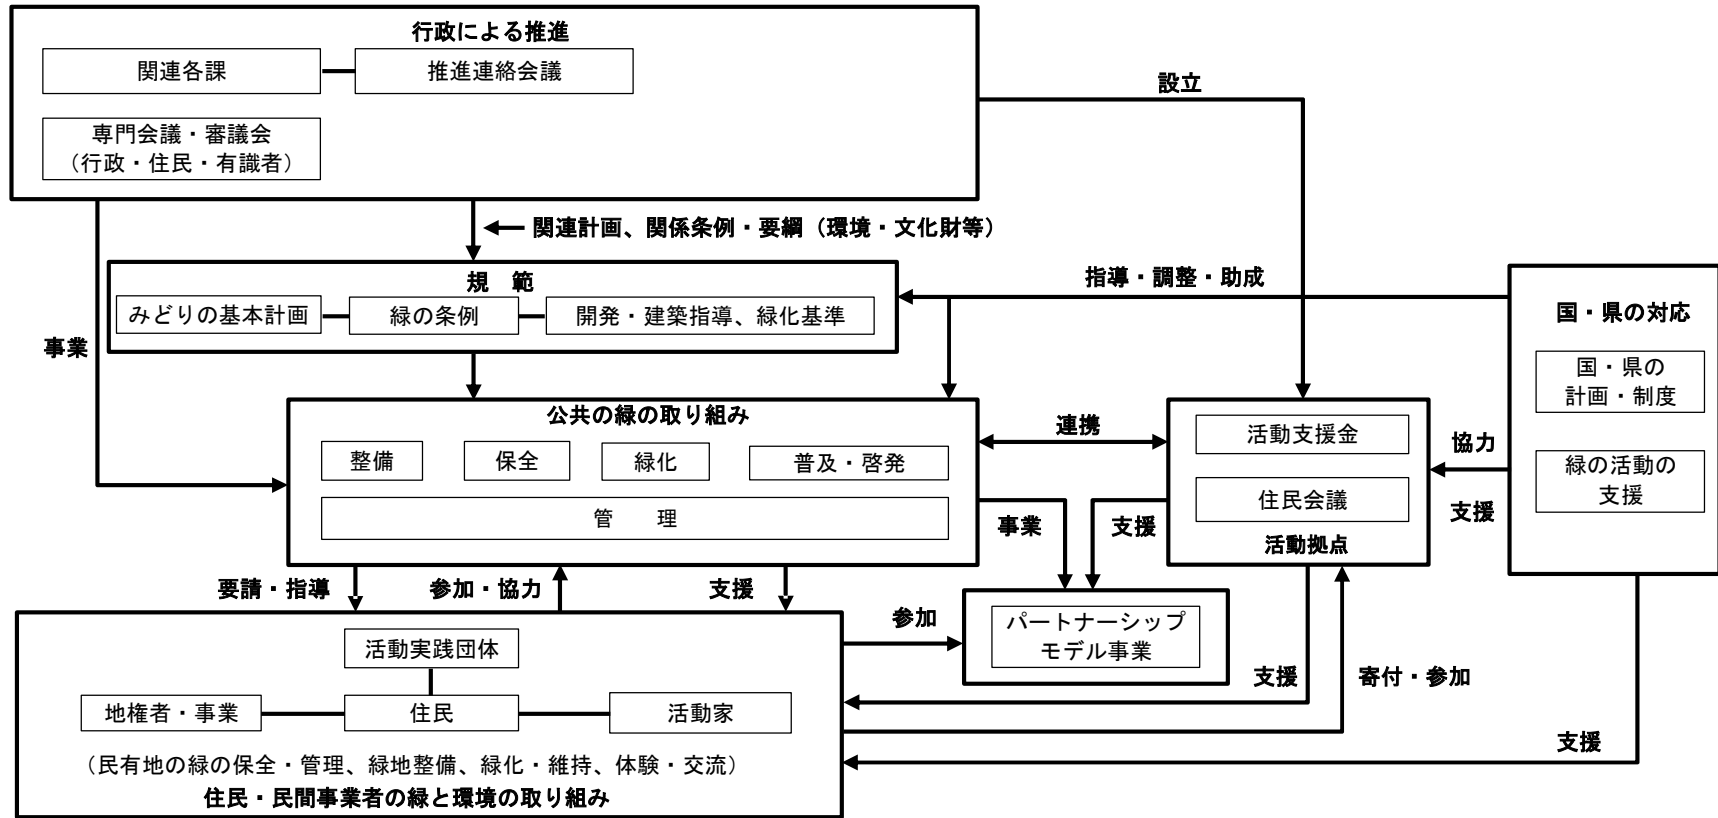 行政による推進
関連各課
推進連絡会議
専門会議・審議会
（行政・住民・有識者）
設立
関連計画、関係条例・要綱（環境・文化財等）
事業
規　範
みどりの基本計画
緑の条例
開発・建築指導、緑化基準
指導・調整・助成
国・県の対応
国・県の
計画・制度
緑の活動の
支援
公共の緑の取り組み
整備
保全
緑化
普及・啓発
管　理
連携
活動支援金
住民会議
活動拠点
協力
支援
事業
支援
要請・指導
参加・協力
支援
参加
パートナーシップ
モデル事業
支援
寄付・参加
支援
活動実践団体
地権者・事業
住民
活動家
（民有地の緑の保全・管理、緑地整備、緑化・維持、体験・交流）
住民・民間事業者の緑と環境の取り組み